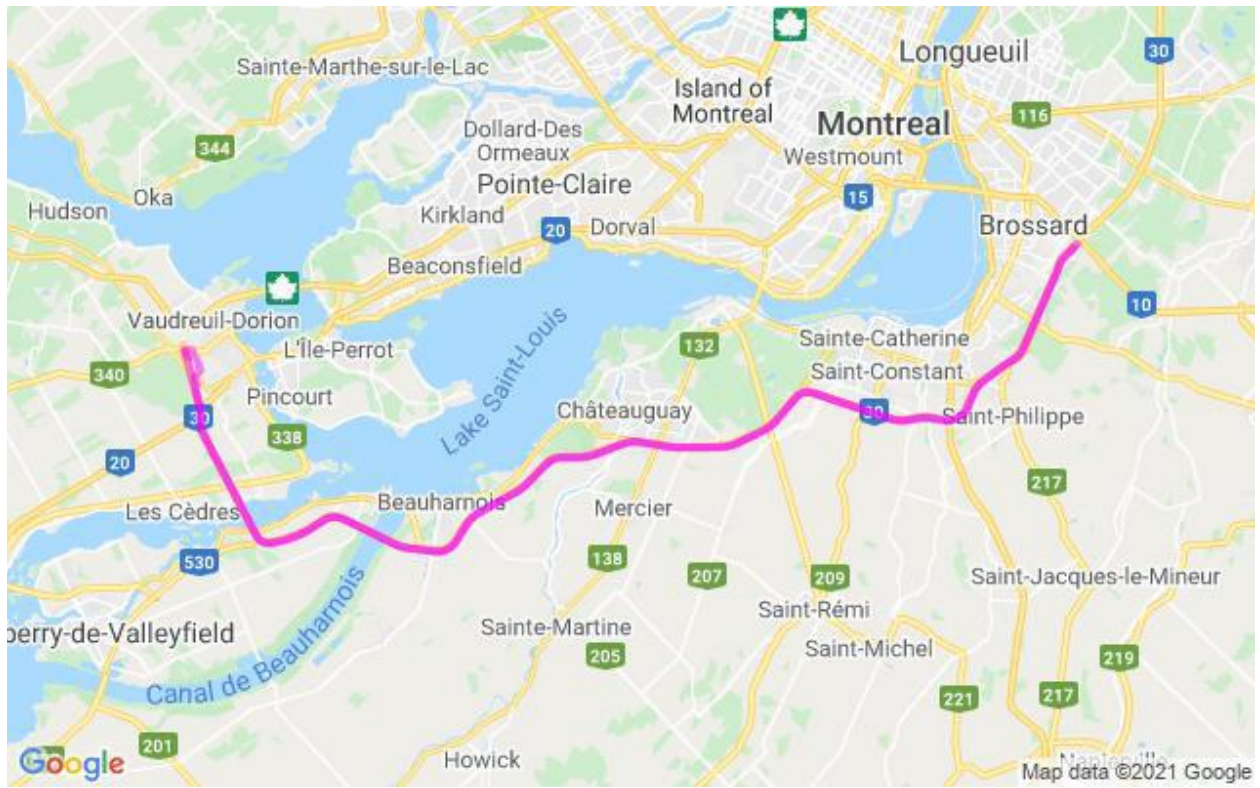 Sainte-Marthe-sur-le-Lac
Longueuil
30
Island of
Montreal
Montreal
116
Dollard-Des
Ormeaux
344
Westmount
Pointe-Claire
15
Oka
Hudson
Kirkland
20
Dorval
Brossard
Beaconsfield
10
Vaudreuil-Dorion
L'Île-Perrot
132
Sainte-Catherine
340
Saint-Constant
Pincourt
Lake Saint-Louis
30
Châteauguay
30
Saint-Philippe
338
20
217
Beauharnois
Les Cèdres
Mercier
530
138
207
209
Saint-Jacques-le-Mineur
Canal de Beauharnois
Saint-Rémi
perry-de-Valleyfield
Sainte-Martine
Saint-Michel
205
219
221
217
201
Howick
Napierville
Google
Map data ©2021 Google